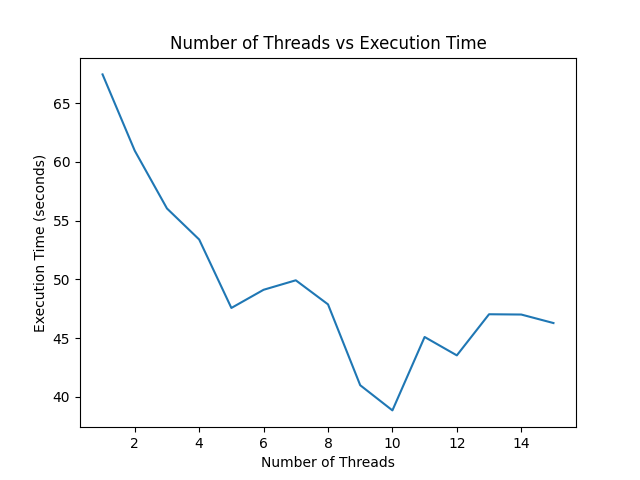 Number of Threads vs Execution Time
Execution Time (seconds)
65
60
55
50
45
40
2 4 6 8 10 12 14
Number of Threads